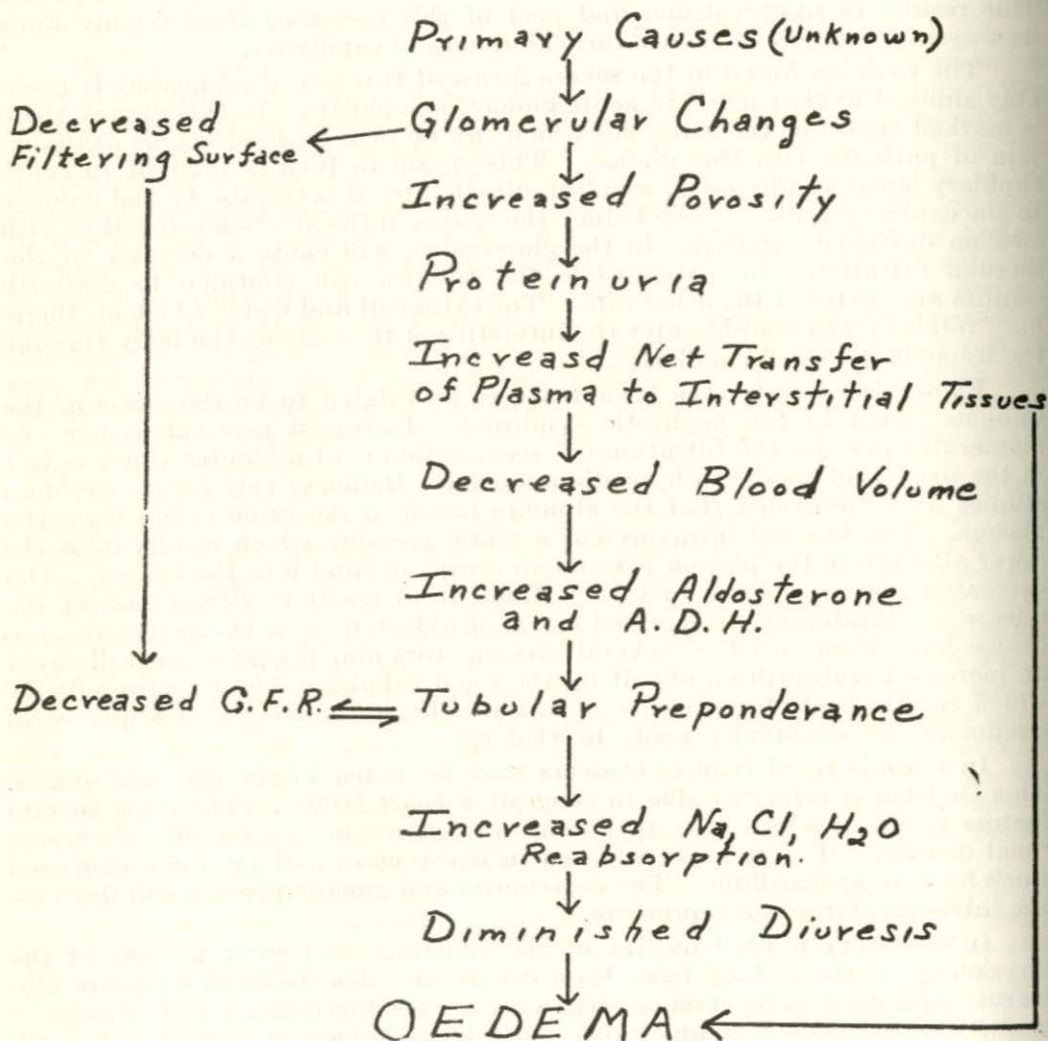 Primary Causes (Unknown)
Decreased
Filtering Surface
Glomerular Changes
Increased Porosity
Proteinuria
Increasd Net Transfer
of Plasma to Interstitial Tissues
Decreased Blood Volume
Increased Aldosterone
and A.D.H.
Decreased G.F.R. Tubular Preponderance
Increased Na, Cl, H₂O
Reabsorption.
Diminished Diuresis
OEDEMA